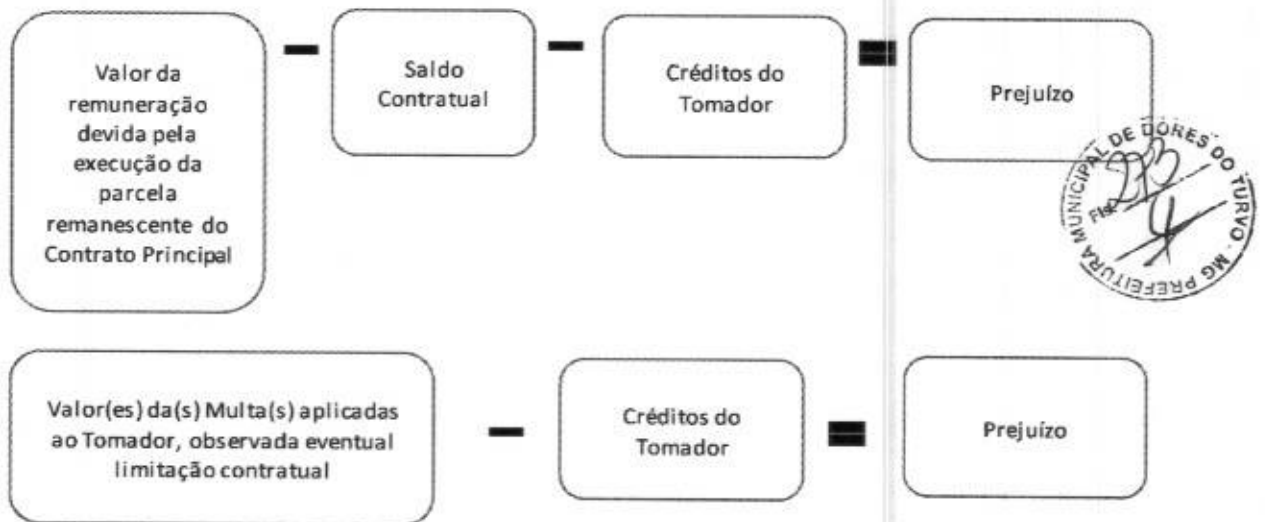 Valor da
remuneração
devida pela
execução da
parcela
remanescente do
Contrato Principal
–
Saldo
Contratual
–
Créditos do
Tomador
=
Prejuízo
PREFEITURA MUNICIPAL DE DORES DO TURVO - MG
Valor(es) da(s) Multa(s) aplicadas
ao Tomador, observada eventual
limitação contratual
–
Créditos do
Tomador
=
Prejuízo